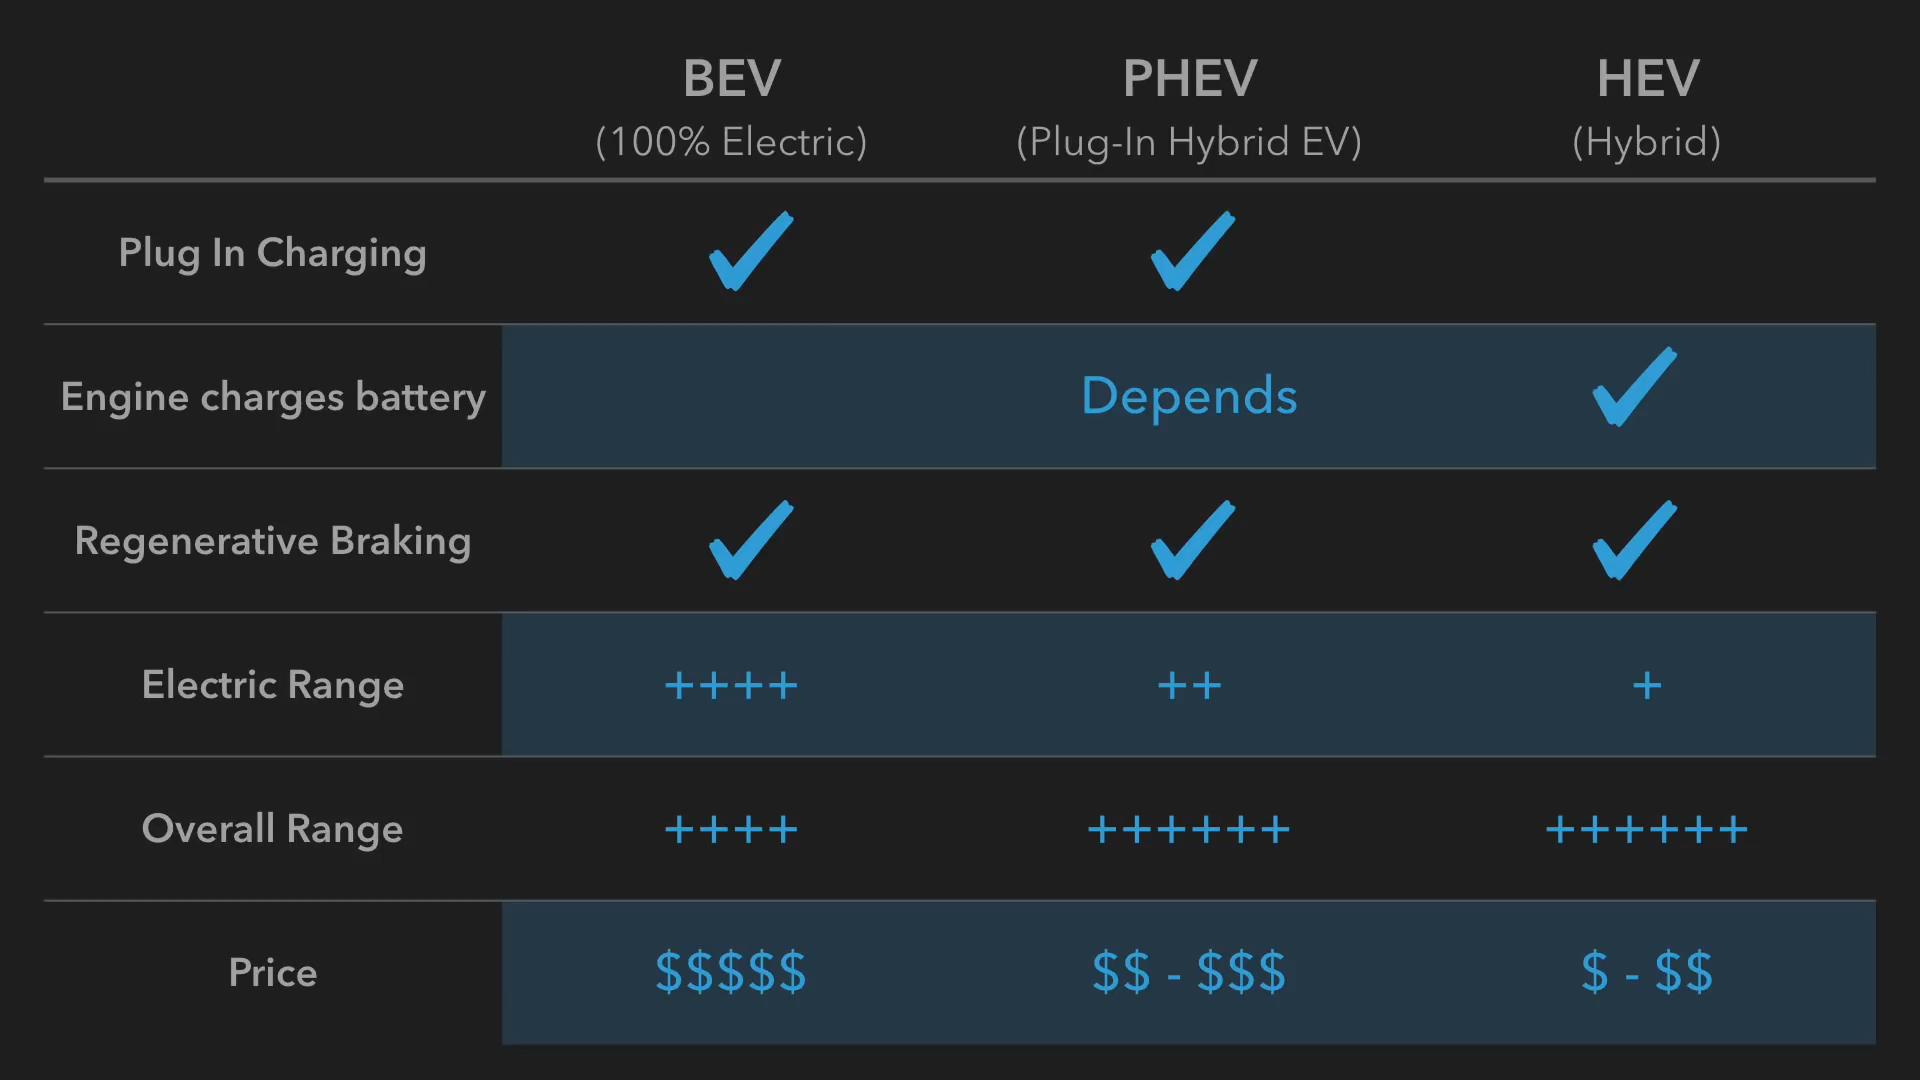 BEV PHEV HEV
(100% Electric) (Plug-In Hybrid EV) (Hybrid)
Plug In Charging ✓ ✓
Engine charges battery Depends ✓
Regenerative Braking ✓ ✓ ✓
Electric Range ++++ ++ +
Overall Range ++++ ++++++ ++++++
Price $$$$$ $$ - $$$ $ - $$